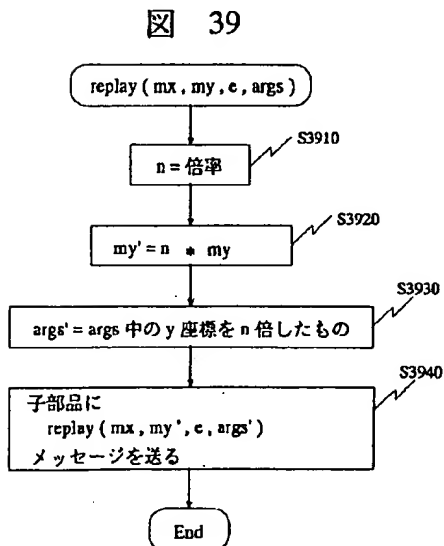 図 39
replay ( mx , my , e , args )
S3910
n = 倍率
S3920
my' = n * my
S3930
args' = args 中の y 座標を n 倍したもの
S3940
子部品に
replay ( mx , my ' , e , args' )
メッセージを送る
End